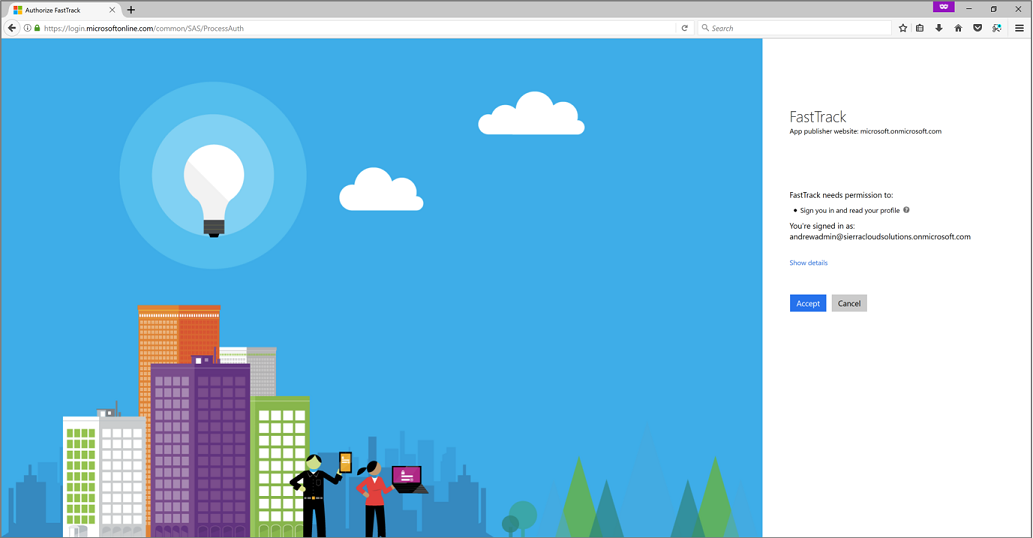 Authorize FastTrack
https://login.microsoftonline.com/common/SAS/ProcessAuth
Search
FastTrack
App publisher website: microsoft.onmicrosoft.com
FastTrack needs permission to:
Sign you in and read your profile
You're signed in as:
andrewadmin@sierracloudsolutions.onmicrosoft.com
Show details
Accept Cancel